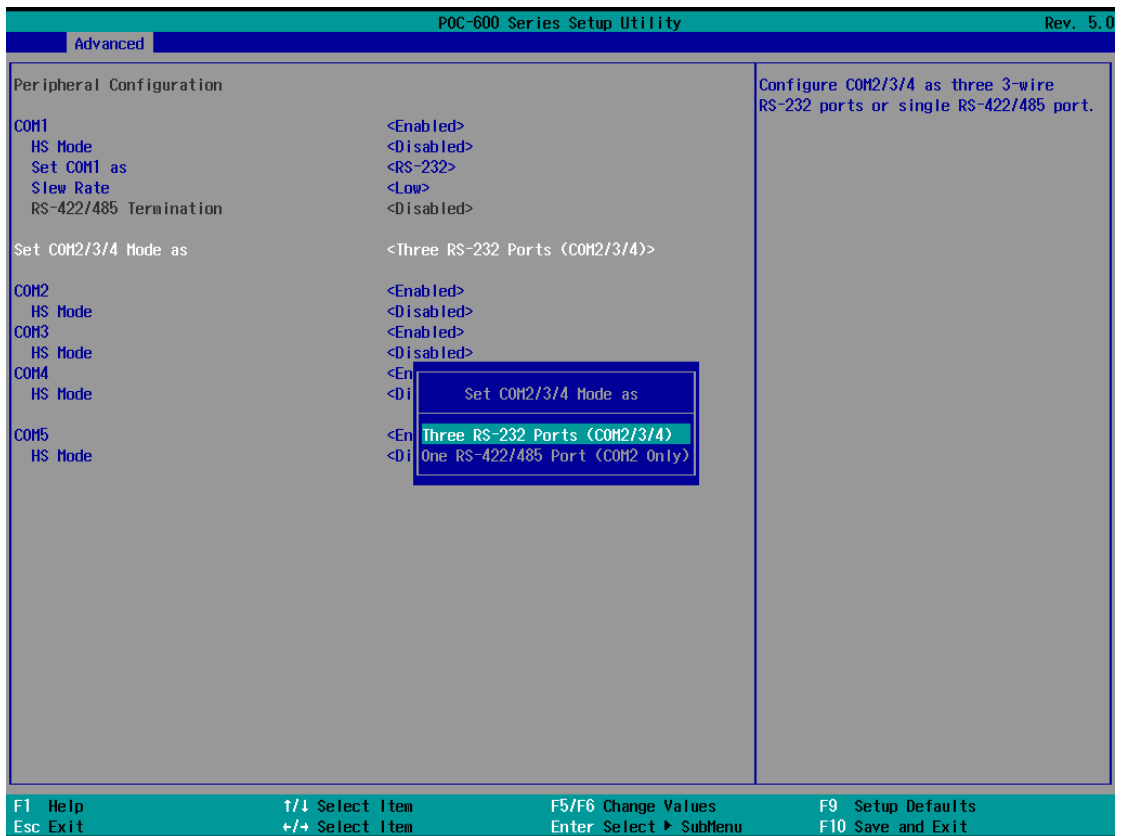 POC-600 Series Setup Utility Rev. 5.0
Advanced
Peripheral Configuration
COM1 <Enabled>
HS Mode <Disabled>
Set COM1 as <RS-232>
Slew Rate <Low>
RS-422/485 Termination <Disabled>
Set COM2/3/4 Mode as <Three RS-232 Ports (COM2/3/4)>
COM2 <Enabled>
HS Mode <Disabled>
COM3 <Enabled>
HS Mode <Disabled>
COM4 <En
HS Mode <Di
COM5 <En
HS Mode <Di
Set COM2/3/4 Mode as
Three RS-232 Ports (COM2/3/4)
One RS-422/485 Port (COM2 Only)
Configure COM2/3/4 as three 3-wire
RS-232 ports or single RS-422/485 port.
F1 Help ↑/↓ Select Item F5/F6 Change Values F9 Setup Defaults
Esc Exit ←/→ Select Item Enter Select ▶ SubMenu F10 Save and Exit